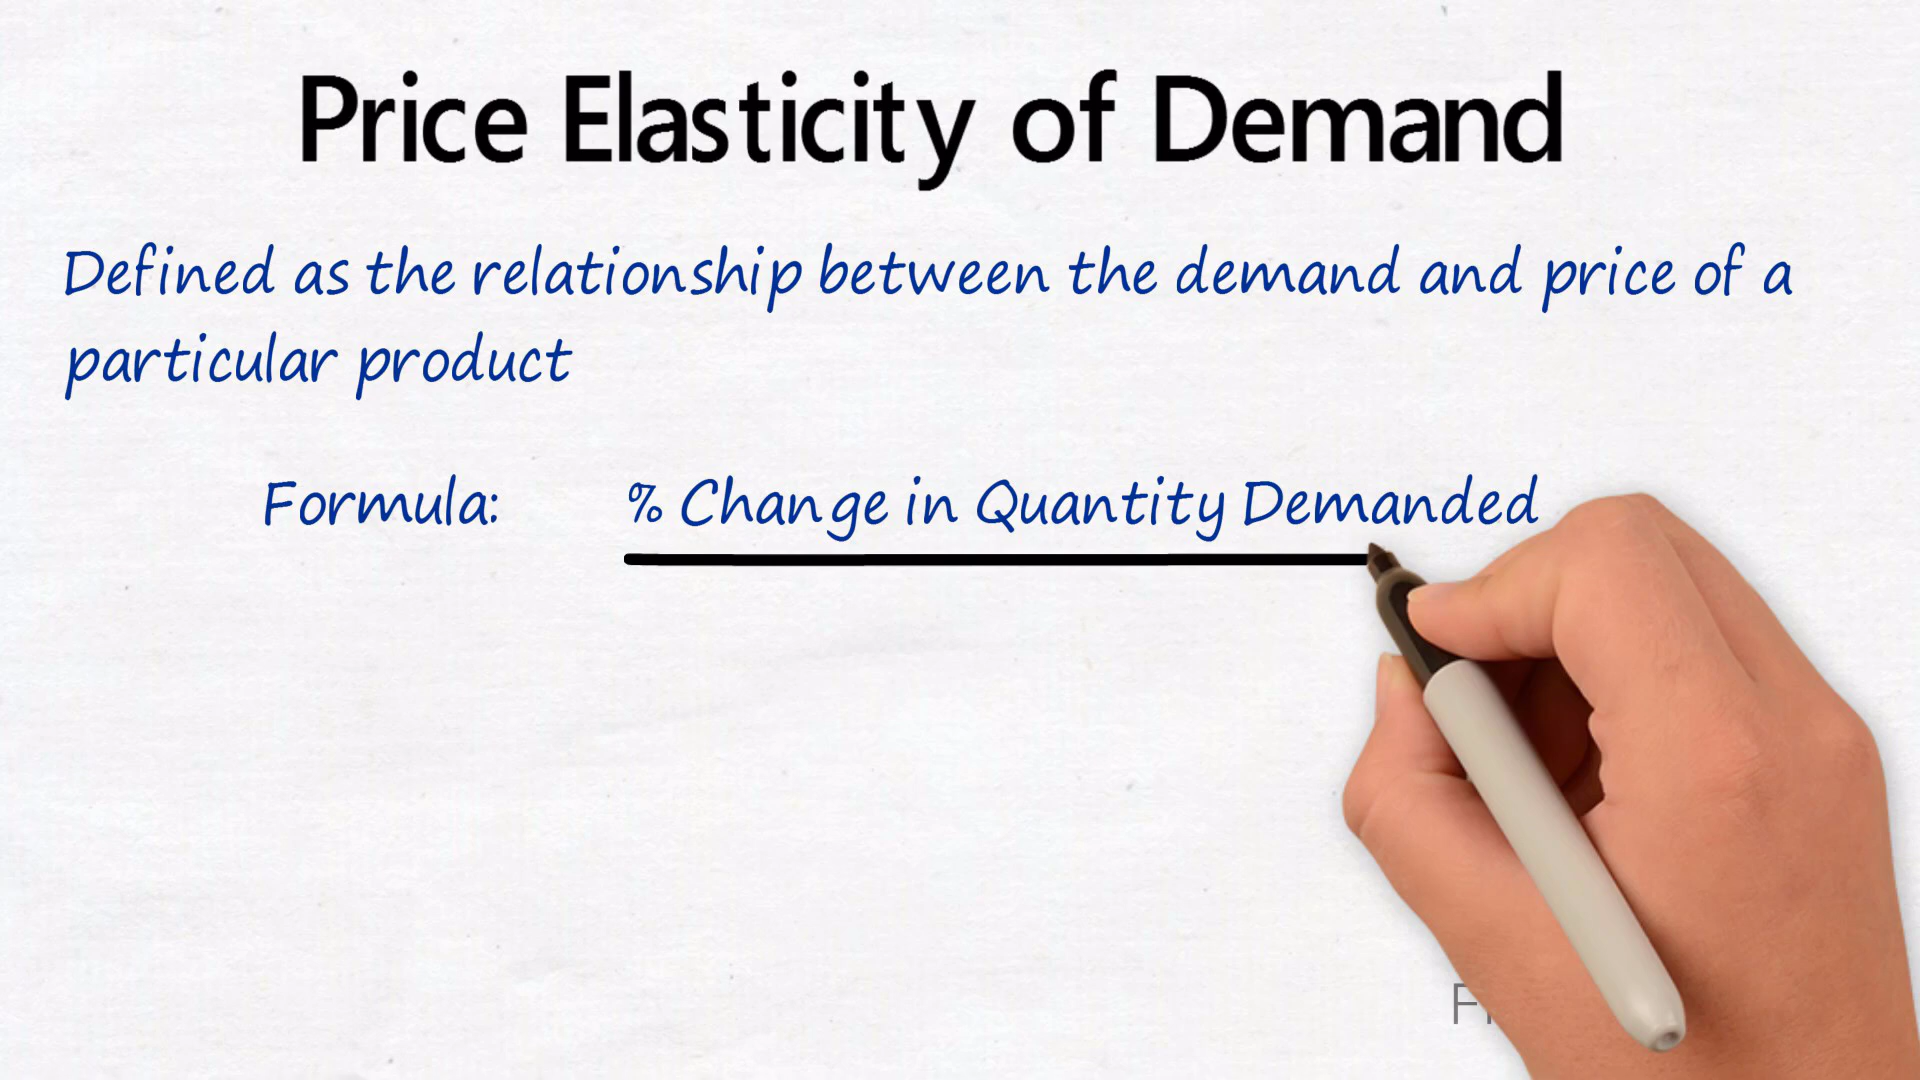 Price Elasticity of Demand
Defined as the relationship between the demand and price of a
particular product
Formula: % Change in Quantity Demanded